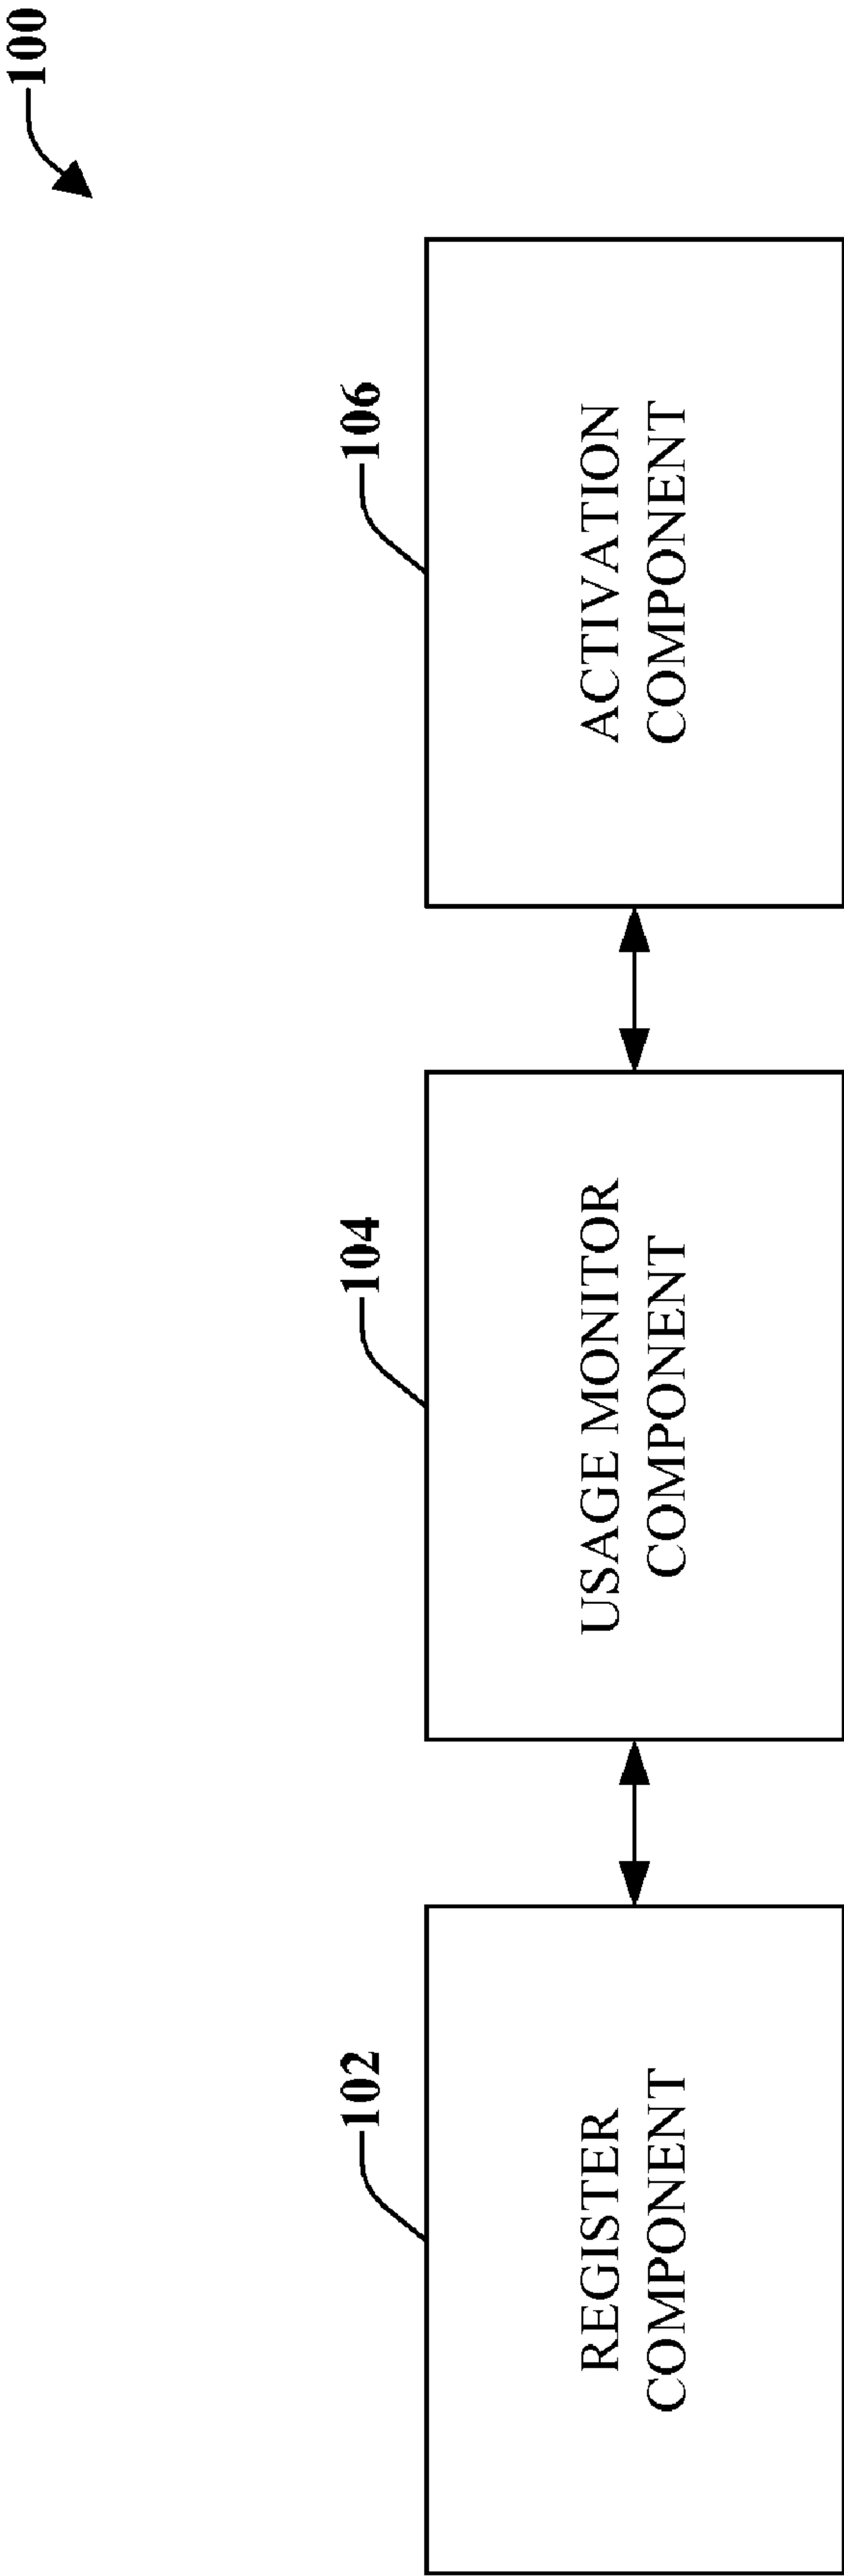 100
102
REGISTER
COMPONENT
104
USAGE MONITOR
COMPONENT
106
ACTIVATION
COMPONENT